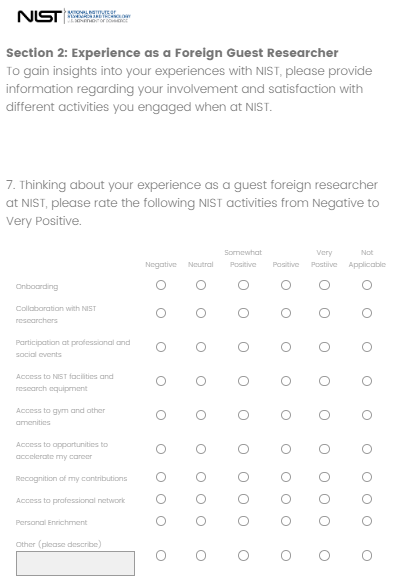 NIST NATIONAL INSTITUTE OF
STANDARDS AND TECHNOLOGY
U.S. DEPARTMENT OF COMMERCE
Section 2: Experience as a Foreign Guest Researcher
To gain insights into your experiences with NIST, please provide
information regarding your involvement and satisfaction with
different activities you engaged when at NIST.
7. Thinking about your experience as a guest foreign researcher
at NIST, please rate the following NIST activities from Negative to
Very Positive.
Negative Neutral Somewhat Positive Positive Very Positive Not Applicable
Onboarding
Collaboration with NIST
researchers
Participation at professional and
social events
Access to NIST facilities and
research equipment
Access to gym and other
amenities
Access to opportunities to
accelerate my career
Recognition of my contributions
Access to professional network
Personal Enrichment
Other (please describe)